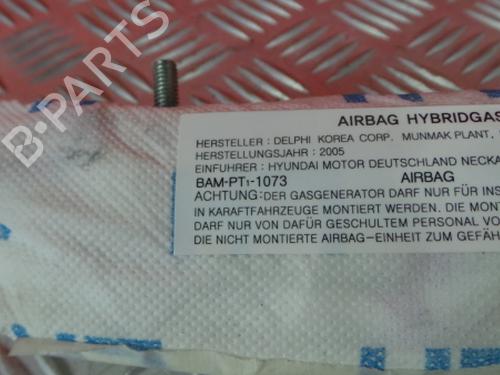 B-PARTS
AIRBAG HYBRIDGAS
HERSTELLER : DELPHI KOREA CORP. MUNMAK PLANT,
HERSTELLUNGSJAHR : 2005
EINFUHRER : HYUNDAI MOTOR DEUTSCHLAND NECKA
BAM-PT1-1073 AIRBAG
ACHTUNG:DER GASGENERATOR DARF NUR FÜR INS
IN KARAFTFAHRZEUGE MONTIERT WERDEN. DIE MONT
DARF NUR VON DAFÜR GESCHULTEM PERSONAL VO
DIE NICHT MONTIERTE AIRBAG-EINHEIT ZUM GEFÄH